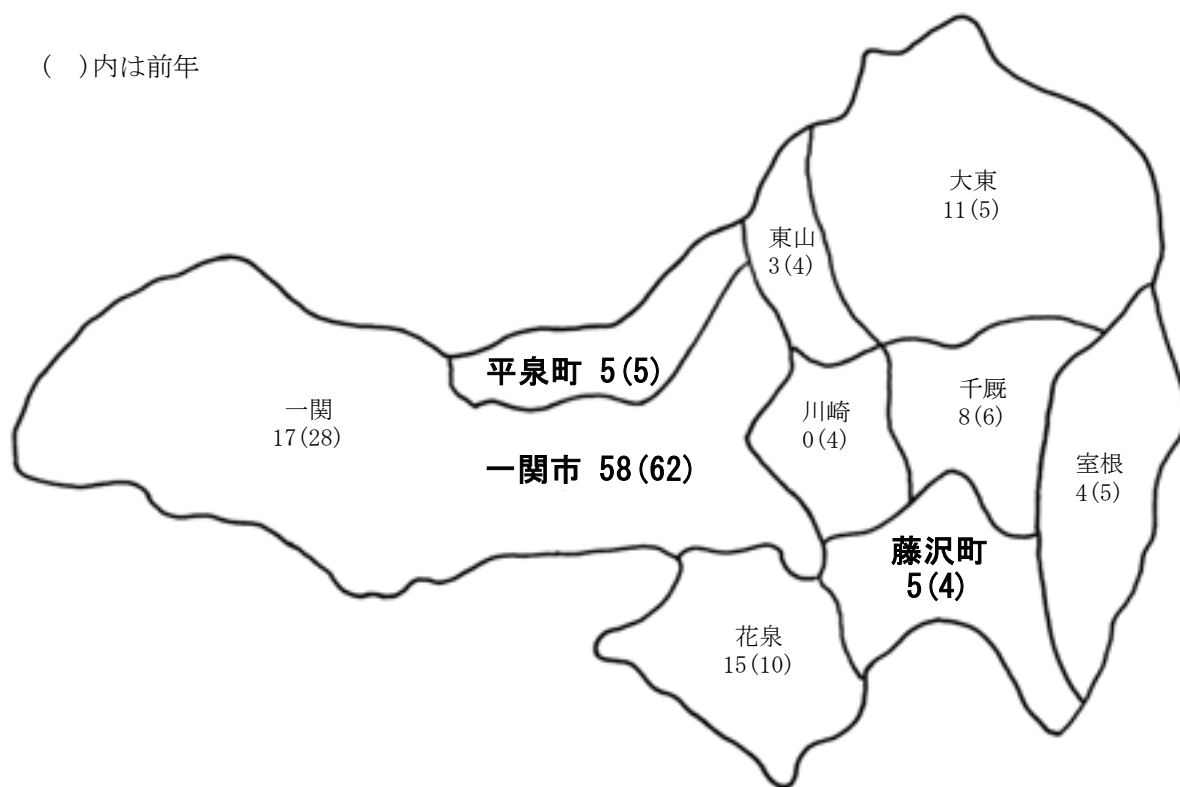 (　)内は前年
大東
11(5)
東山
3(4)
平泉町 5(5)
一関
17(28)
川崎
0(4)
千厩
8(6)
一関市 58(62)
室根
4(5)
藤沢町
5(4)
花泉
15(10)